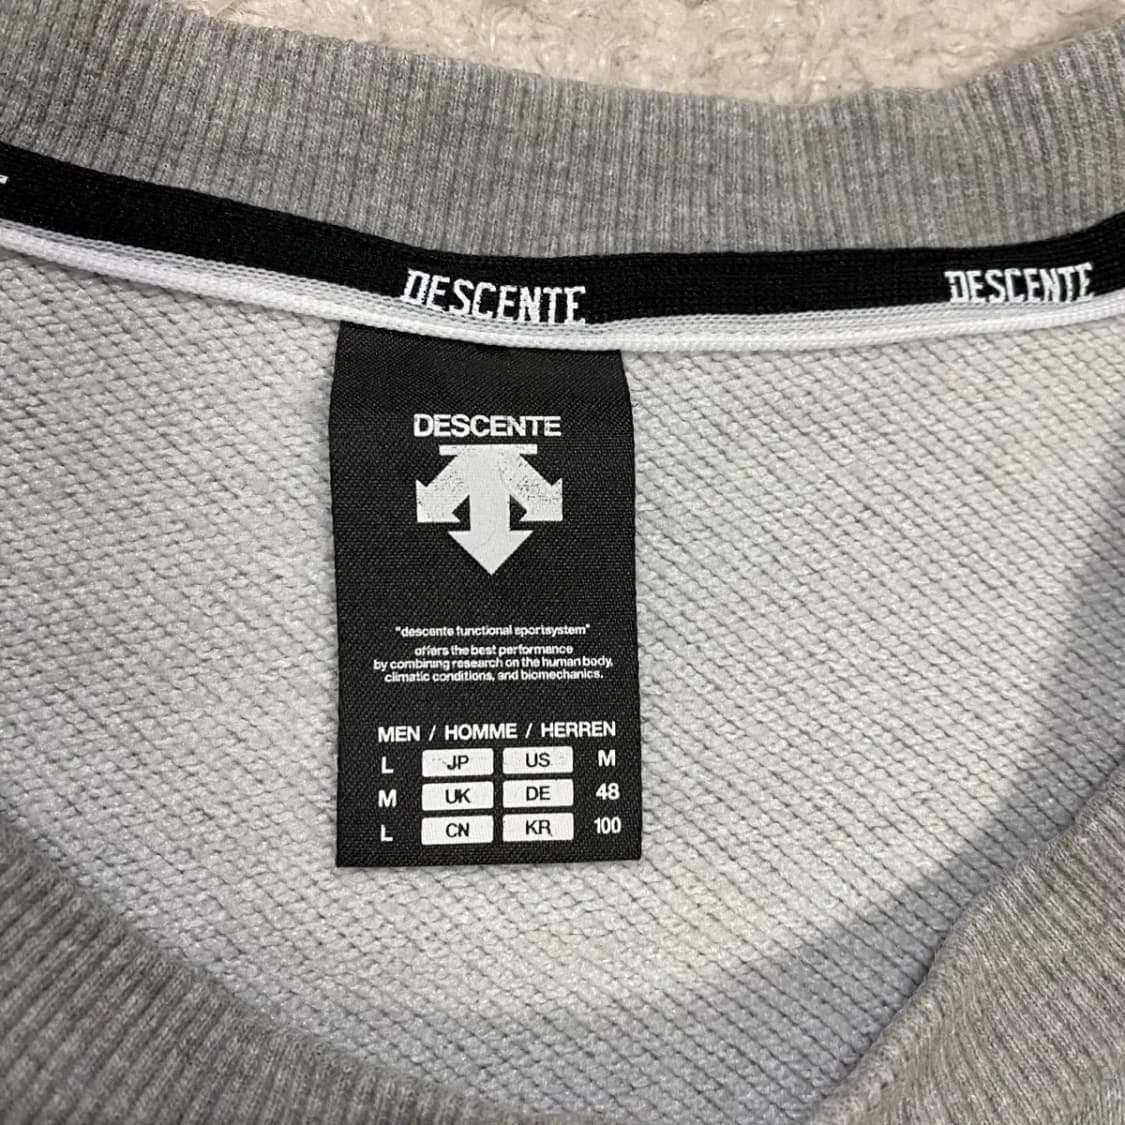 DESCENTE
DESCENTE
DESCENTE
"descente functional sportsystem"
offers the best performance
by combining research on the human body,
climatic conditions, and biomechanics.
MEN / HOMME / HERREN
L JP US M
M UK DE 48
L CN KR 100